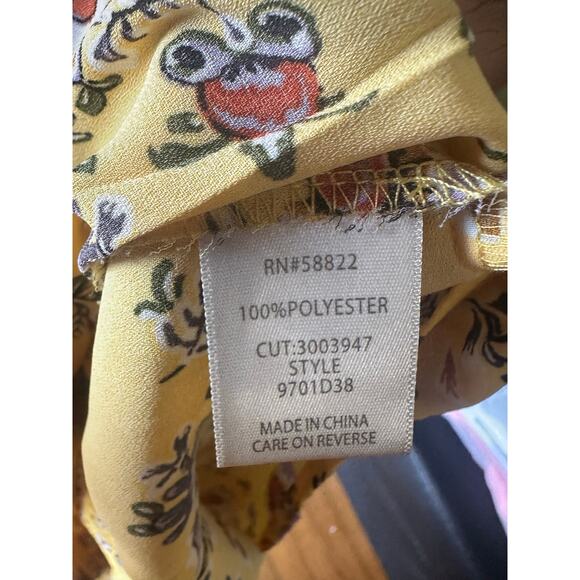 RN#58822
100%POLYESTER
CUT:3003947
STYLE
9701D38
MADE IN CHINA
CARE ON REVERSE